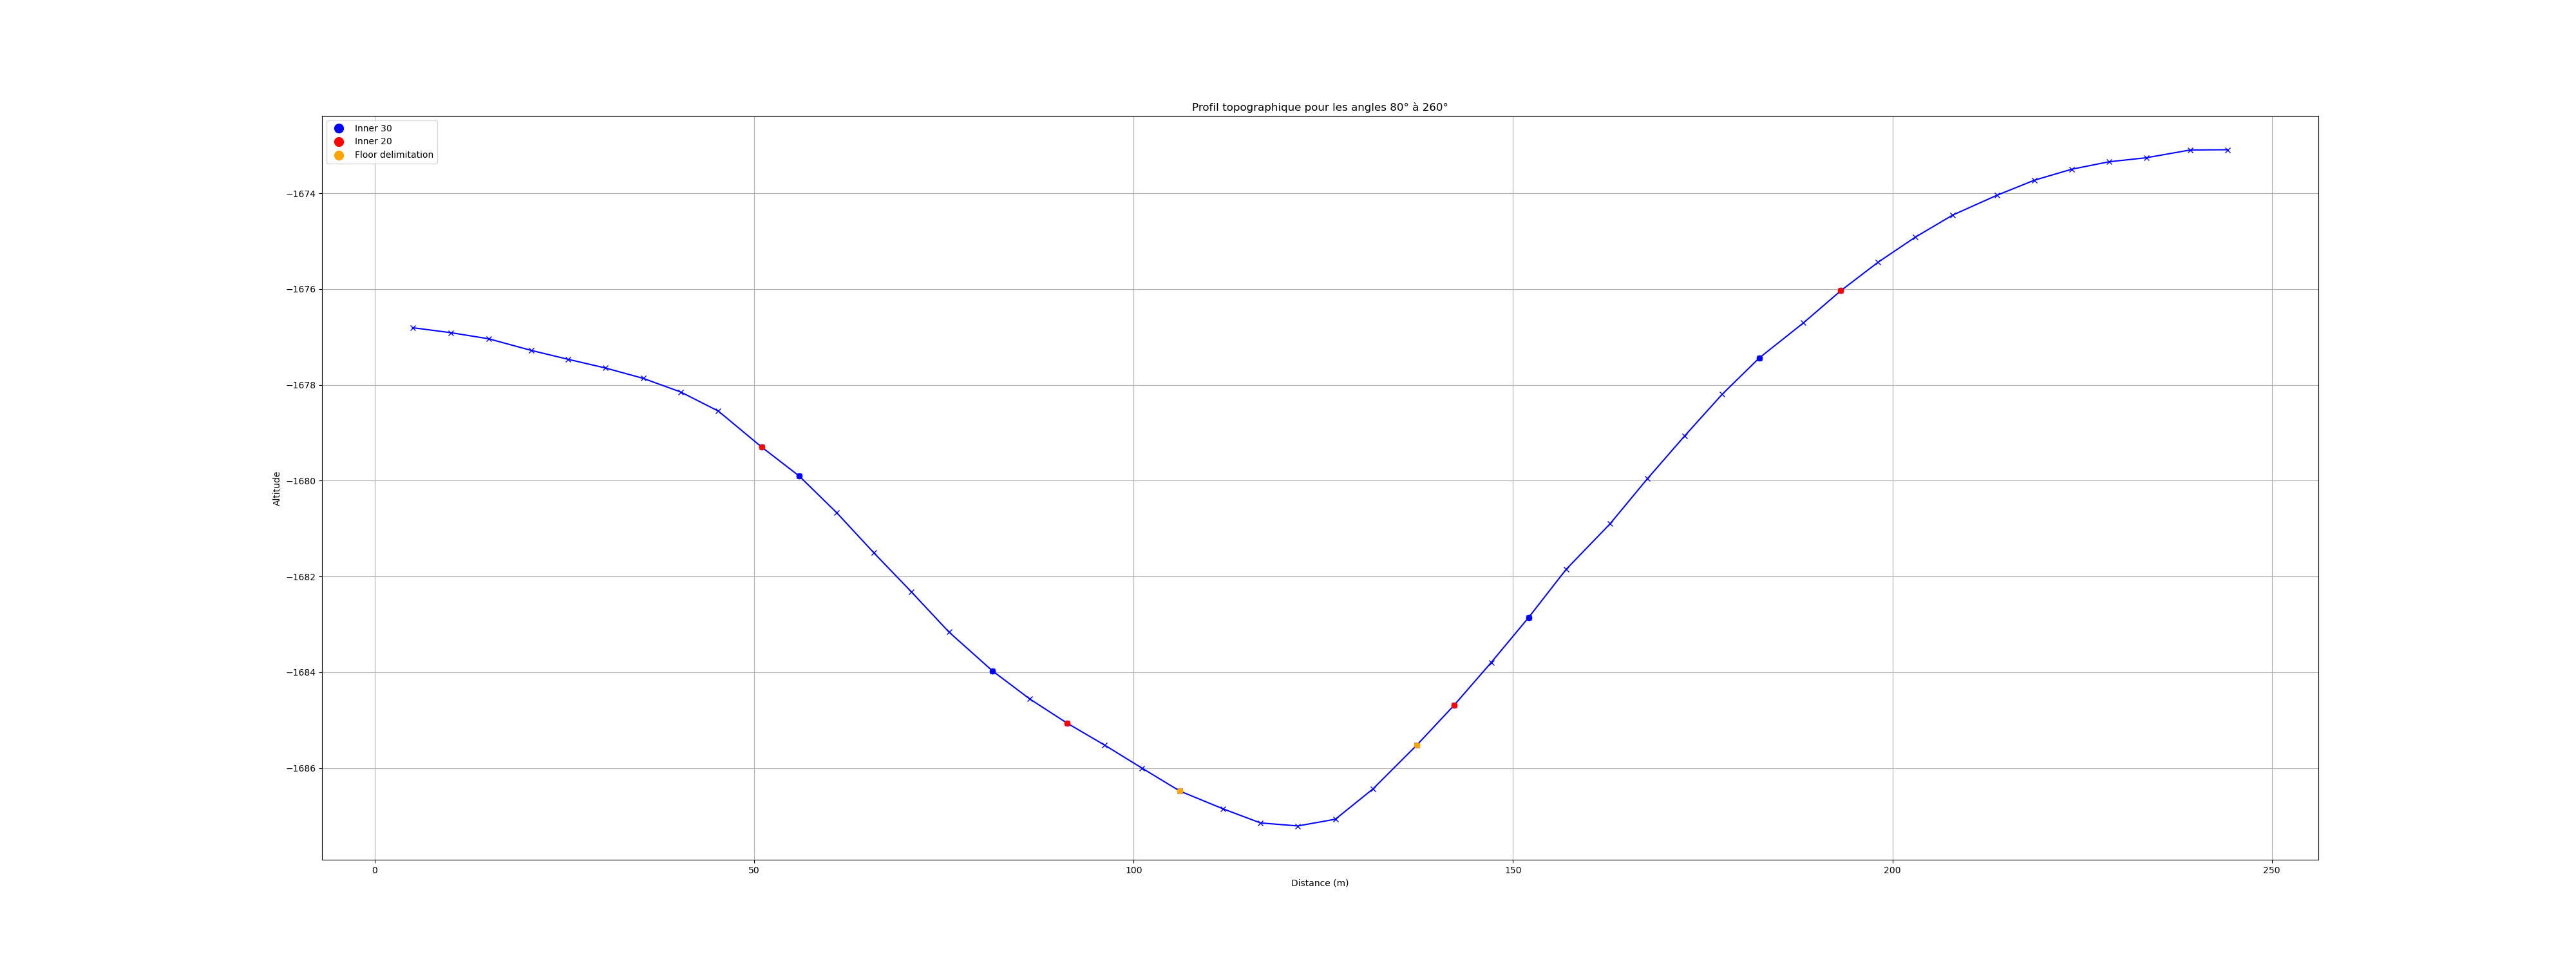 Profil topographique pour les angles 80° à 260°
Inner 30
Inner 20
Floor delimitation
−1674
−1676
−1678
−1680
−1682
−1684
−1686
Altitude
0
50
100
150
200
250
Distance (m)